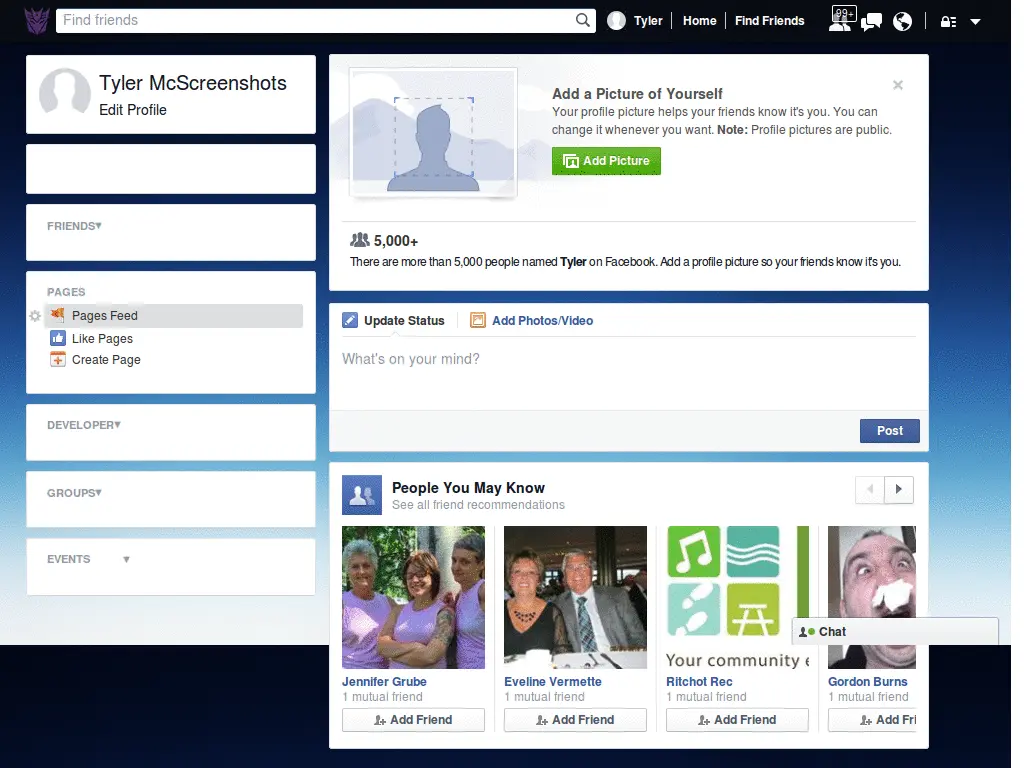 Find friends
Tyler
Home
Find Friends
99+
Tyler McScreenshots
Edit Profile
FRIENDS
PAGES
Pages Feed
Like Pages
Create Page
DEVELOPER
GROUPS
EVENTS
Add a Picture of Yourself
Your profile picture helps your friends know it's you. You can
change it whenever you want. Note: Profile pictures are public.
Add Picture
5,000+
There are more than 5,000 people named Tyler on Facebook. Add a profile picture so your friends know it's you.
Update Status
Add Photos/Video
What's on your mind?
Post
People You May Know
See all friend recommendations
Your community e
Jennifer Grube
1 mutual friend
Add Friend
Eveline Vermette
1 mutual friend
Add Friend
Ritchot Rec
1 mutual friend
Add Friend
Gordon Burns
1 mutual friend
Add Fri
Chat